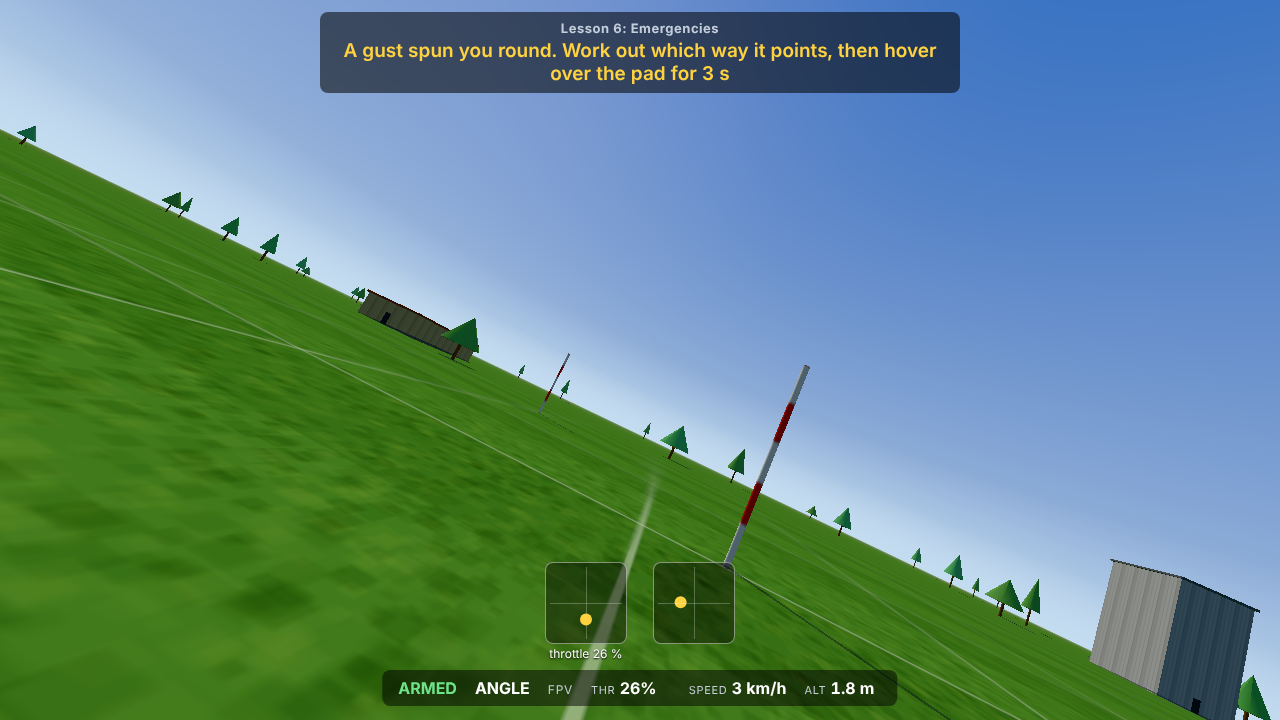 Lesson 6: Emergencies
A gust spun you round. Work out which way it points, then hover
over the pad for 3 s
throttle 26 %
ARMED ANGLE FPV THR 26% SPEED 3 km/h ALT 1.8 m